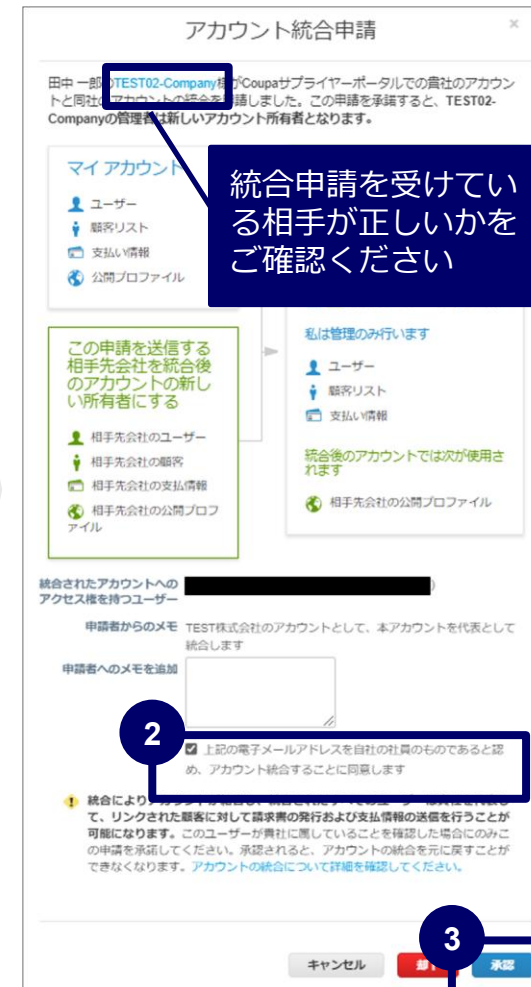 アカウント統合申請
×
田中 一郎のTEST02-Company様がCoupaサプライヤーポータルでの貴社のアカウン
トと同社のアカウントの統合を申請しました。この申請を承諾すると、TEST02-
Companyの管理者は新しいアカウント所有者となります。
マイ アカウント
ユーザー
顧客リスト
支払い情報
公開プロファイル
統合申請を受けてい
る相手が正しいかを
ご確認ください
この申請を送信する
相手先会社を統合後
のアカウントの新し
い所有者にする
相手先会社のユーザー
相手先会社の顧客
相手先会社の支払情報
相手先会社の公開プロフ
ァイル
私は管理のみ行います
ユーザー
顧客リスト
支払い情報
統合後のアカウントでは次が使用さ
れます
相手先会社の公開プロファイル
統合されたアカウントへの
アクセス権を持つユーザー
)
申請者からのメモ
TEST株式会社のアカウントとして、本アカウントを代表として
統合します
申請者へのメモを追加
2
上記の電子メールアドレスを自社の社員のものであると認
め、アカウント統合することに同意します
統合により
て、リンクされた顧客に対して請求書の発行および支払情報の送信を行うことが
可能になります。このユーザーが貴社に属していることを確認した場合にのみこ
の申請を承諾してください。承認されると、アカウントの統合を元に戻すことが
できなくなります。アカウントの統合について詳細を確認してください。
3
キャンセル
却下
承認